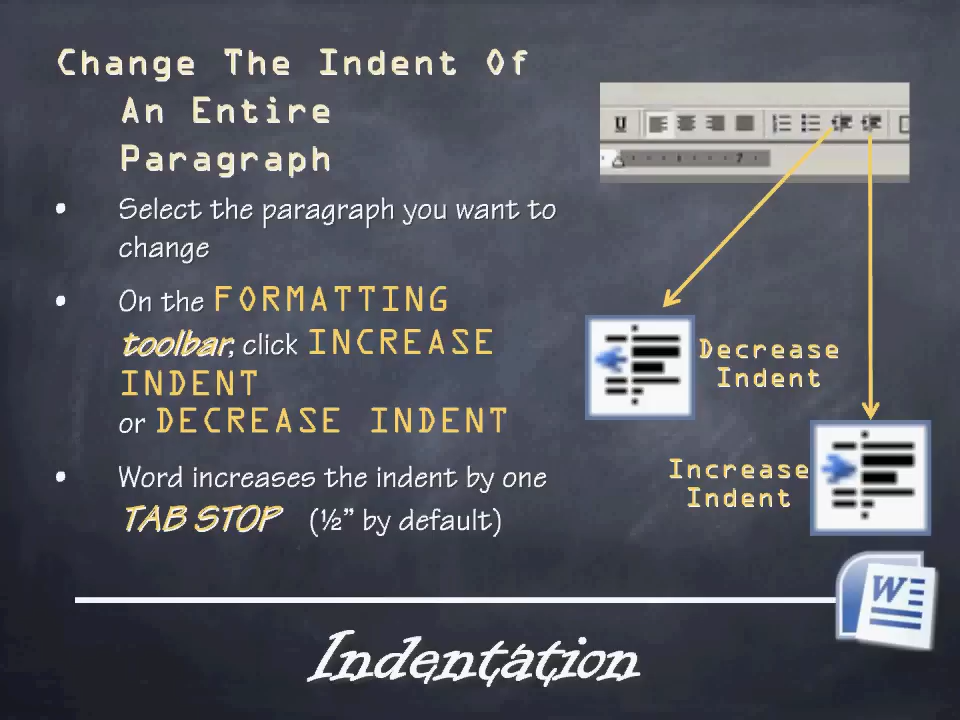 Change The Indent Of
An Entire
Paragraph
• Select the paragraph you want to
change
• On the FORMATTING
toolbar, click INCREASE
INDENT
or DECREASE INDENT
• Word increases the indent by one
TAB STOP (½” by default)
U
7
Decrease
Indent
Increase
Indent
W
Indentation